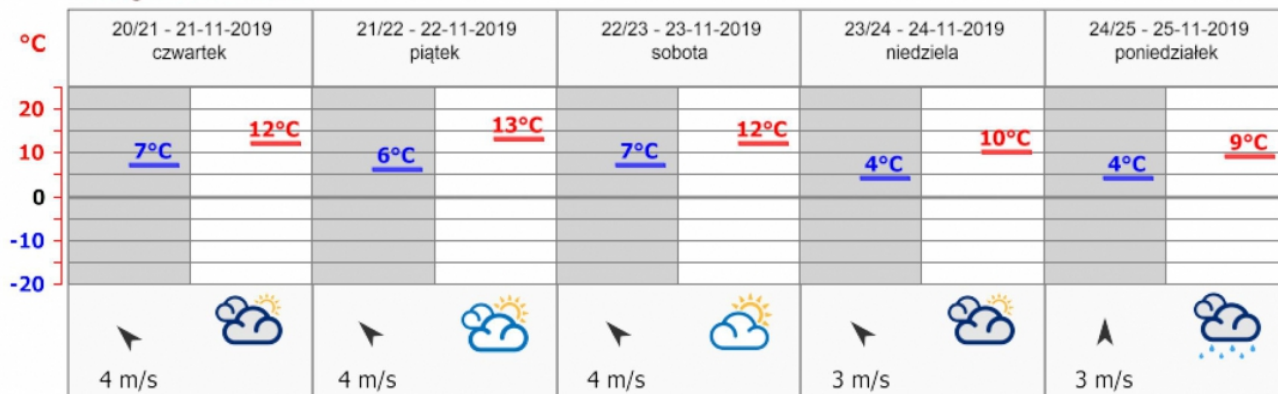 20/21 - 21-11-2019
czwartek
21/22 - 22-11-2019
piątek
22/23 - 23-11-2019
sobota
23/24 - 24-11-2019
niedziela
24/25 - 25-11-2019
poniedziałek
°C
20
10
0
-10
-20
7°C
12°C
6°C
13°C
7°C
12°C
4°C
10°C
4°C
9°C
4 m/s
4 m/s
4 m/s
3 m/s
3 m/s